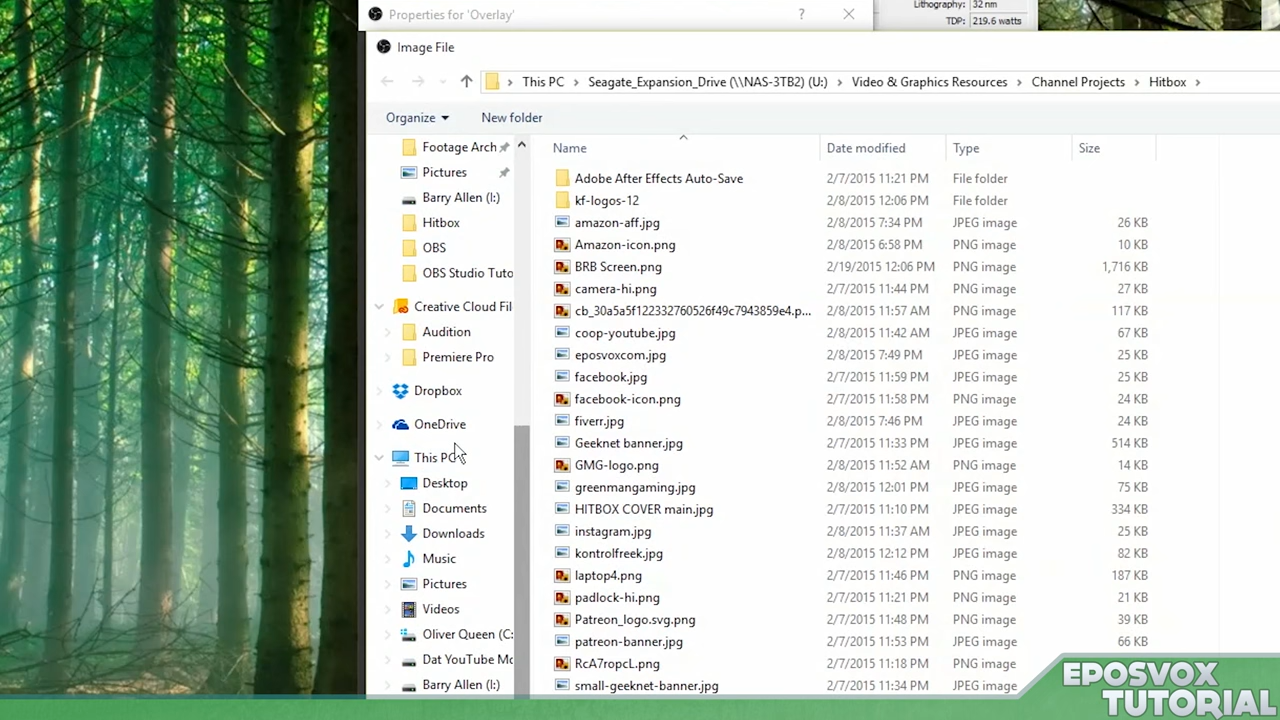 Properties for 'Overlay'
?
Lithography: 32 nm
TDP: 219.6 watts
Image File
This PC > Seagate_Expansion_Drive (\\NAS-3TB2) (U:) > Video & Graphics Resources > Channel Projects > Hitbox >
Organize
New folder
Name Date modified Type Size
Footage Arch
Pictures
Barry Allen (I:)
Hitbox
OBS
OBS Studio Tuto
Creative Cloud Fil
Audition
Premiere Pro
Dropbox
OneDrive
This PC
Desktop
Documents
Downloads
Music
Pictures
Videos
Oliver Queen (C:
Dat YouTube Mo
Barry Allen (I:)
Adobe After Effects Auto-Save 2/7/2015 11:21 PM File folder
kf-logos-12 2/8/2015 12:06 PM File folder
amazon-aff.jpg 2/8/2015 7:34 PM JPEG image 26 KB
Amazon-icon.png 2/8/2015 6:58 PM PNG image 10 KB
BRB Screen.png 2/19/2015 12:06 PM PNG image 1,716 KB
camera-hi.png 2/7/2015 11:44 PM PNG image 27 KB
cb_30a5a5f122332760526f49c7943859e4.p... 2/8/2015 11:57 AM PNG image 117 KB
coop-youtube.jpg 2/8/2015 11:42 AM JPEG image 67 KB
eposvoxcom.jpg 2/8/2015 7:49 PM JPEG image 25 KB
facebook.jpg 2/7/2015 11:59 PM JPEG image 25 KB
facebook-icon.png 2/7/2015 11:58 PM PNG image 24 KB
fiverr.jpg 2/8/2015 7:46 PM JPEG image 24 KB
Geeknet banner.jpg 2/7/2015 11:33 PM JPEG image 514 KB
GMG-logo.png 2/8/2015 11:52 AM PNG image 14 KB
greenmangaming.jpg 2/8/2015 12:01 PM JPEG image 75 KB
HITBOX COVER main.jpg 2/7/2015 11:10 PM JPEG image 334 KB
instagram.jpg 2/8/2015 11:37 AM JPEG image 25 KB
kontrolfreek.jpg 2/8/2015 12:12 PM JPEG image 82 KB
laptop4.png 2/7/2015 11:46 PM PNG image 187 KB
padlock-hi.png 2/7/2015 11:21 PM PNG image 21 KB
Patreon_logo.svg.png 2/7/2015 11:48 PM PNG image 39 KB
patreon-banner.jpg 2/7/2015 11:53 PM JPEG image 66 KB
RcA7ropcL.png 2/7/2015 11:18 PM PNG image
small-geeknet-banner.jpg 2/7/2015 11:34 PM JPEG image
EPOSVOX
TUTORIAL